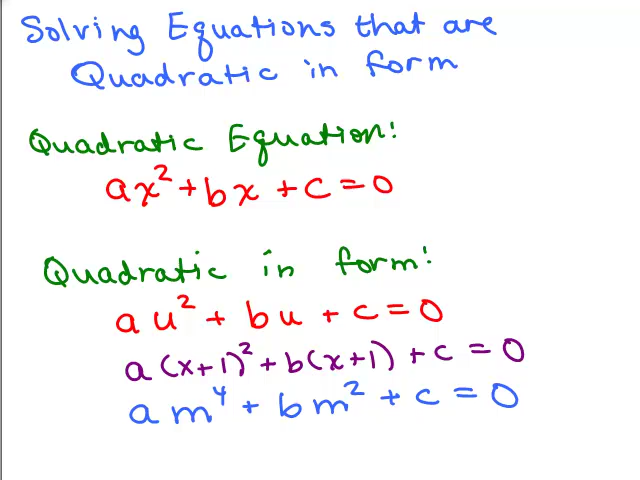 Solving Equations that are
Quadratic in form
Quadratic Equation:
ax² + bx + c = 0
Quadratic in form:
au² + bu + c = 0
a(x+1)² + b(x+1) + c = 0
am⁴ + bm² + c = 0